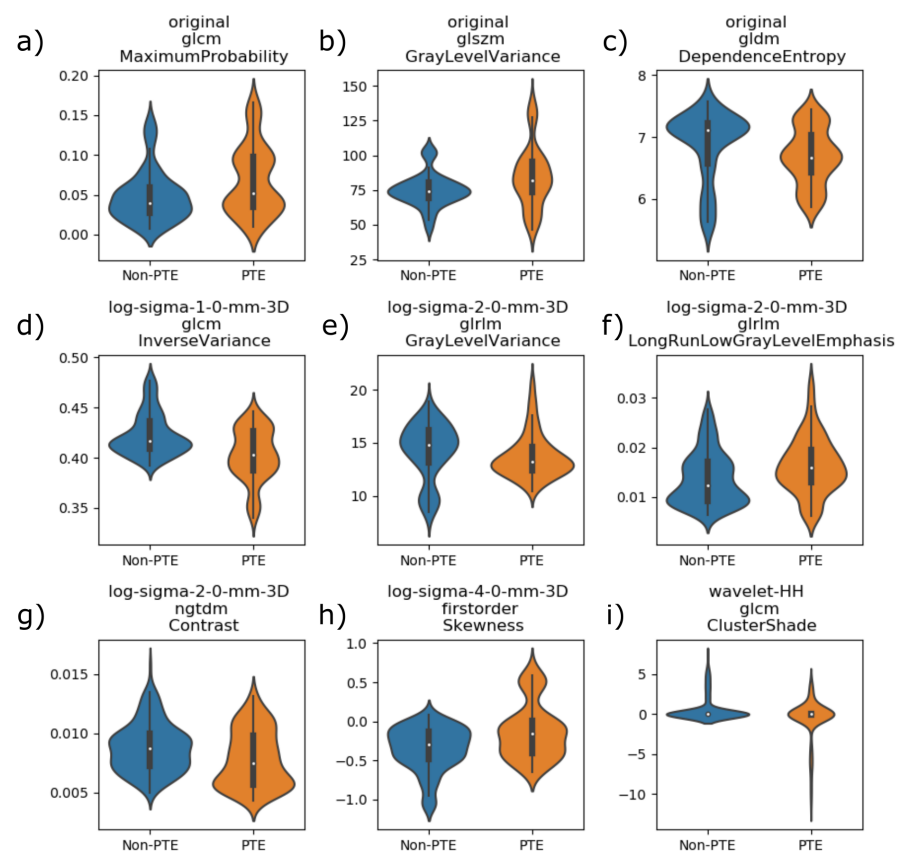 a)
original
glcm
MaximumProbability
0.20
0.15
0.10
0.05
0.00
Non-PTE PTE
b)
original
glszm
GrayLevelVariance
150
125
100
75
50
25
Non-PTE PTE
c)
original
gldm
DependenceEntropy
8
7
6
Non-PTE PTE
d)
log-sigma-1-0-mm-3D
glcm
InverseVariance
0.50
0.45
0.40
0.35
Non-PTE PTE
e)
log-sigma-2-0-mm-3D
glrlm
GrayLevelVariance
20
15
10
Non-PTE PTE
f)
log-sigma-2-0-mm-3D
glrlm
LongRunLowGrayLevelEmphasis
0.03
0.02
0.01
Non-PTE PTE
g)
log-sigma-2-0-mm-3D
ngtdm
Contrast
0.015
0.010
0.005
Non-PTE PTE
h)
log-sigma-4-0-mm-3D
firstorder
Skewness
1.0
0.5
0.0
−0.5
−1.0
Non-PTE PTE
i)
wavelet-HH
glcm
ClusterShade
5
0
−5
−10
Non-PTE PTE